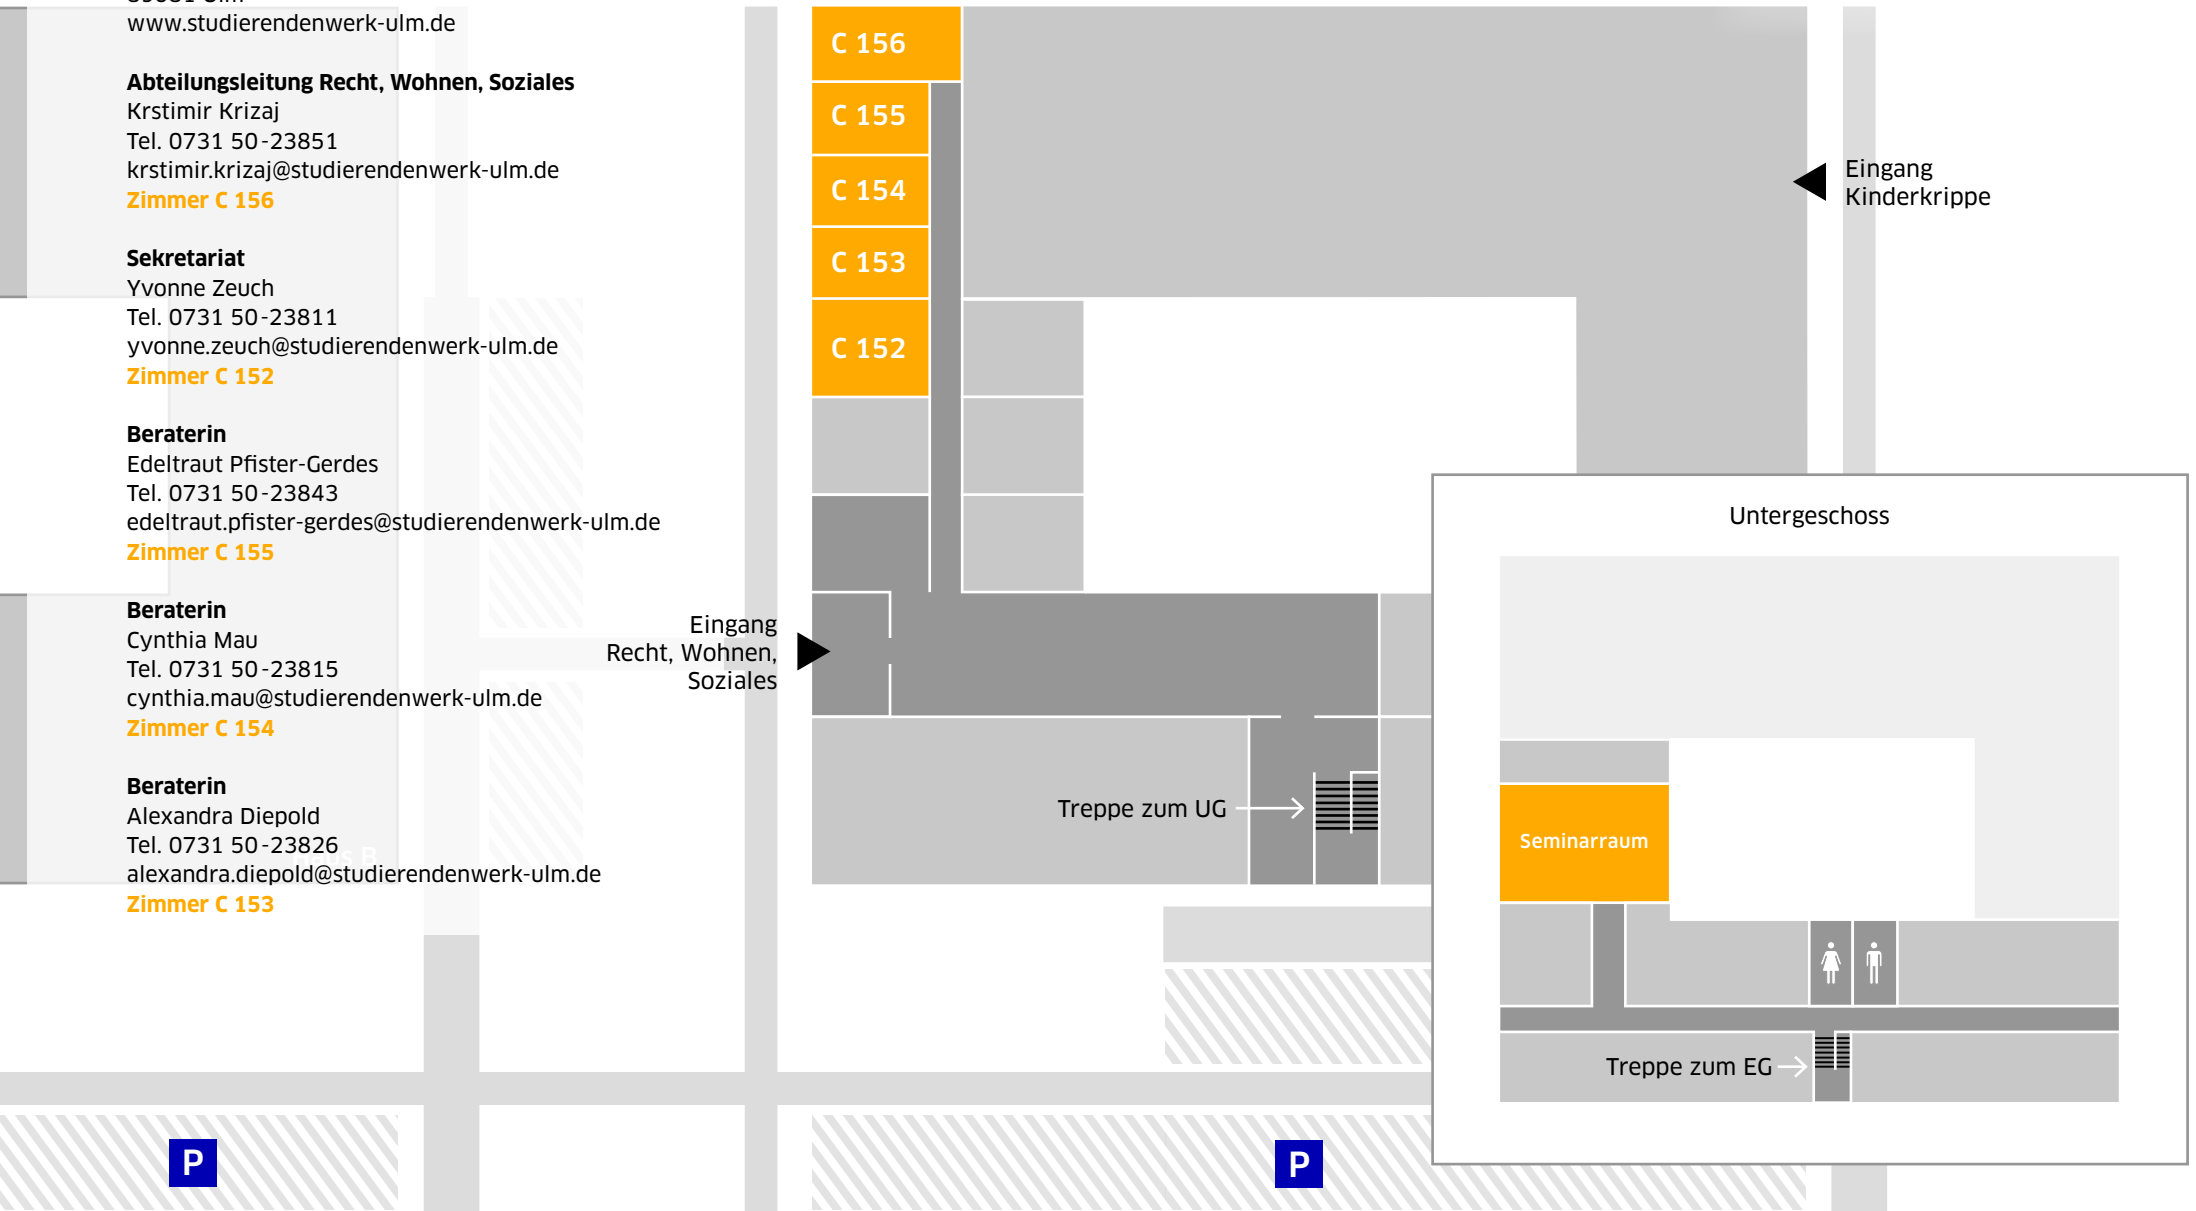 www.studierendenwerk-ulm.de
Abteilungsleitung Recht, Wohnen, Soziales
Krstimir Krizaj
Tel. 0731 50-23851
krstimir.krizaj@studierendenwerk-ulm.de
Zimmer C 156
Sekretariat
Yvonne Zeuch
Tel. 0731 50-23811
yvonne.zeuch@studierendenwerk-ulm.de
Zimmer C 152
Beraterin
Edeltraut Pfister-Gerdes
Tel. 0731 50-23843
edeltraut.pfister-gerdes@studierendenwerk-ulm.de
Zimmer C 155
Beraterin
Cynthia Mau
Tel. 0731 50-23815
cynthia.mau@studierendenwerk-ulm.de
Zimmer C 154
Beraterin
Alexandra Diepold
Tel. 0731 50-23826
alexandra.diepold@studierendenwerk-ulm.de
Zimmer C 153
C 156
C 155
C 154
C 153
C 152
Eingang
Kinderkrippe
Eingang
Recht, Wohnen,
Soziales
Treppe zum UG
Untergeschoss
Seminarraum
Treppe zum EG
P
P